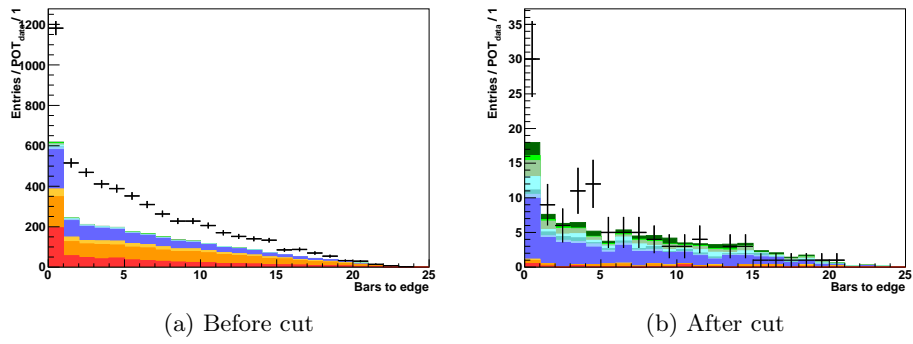 Entries / POT_data / 1
1200
1000
800
600
400
200
0
0 5 10 15 20 25
Bars to edge
(a) Before cut
Entries / POT_data / 1
35
30
25
20
15
10
5
0
0 5 10 15 20 25
Bars to edge
(b) After cut